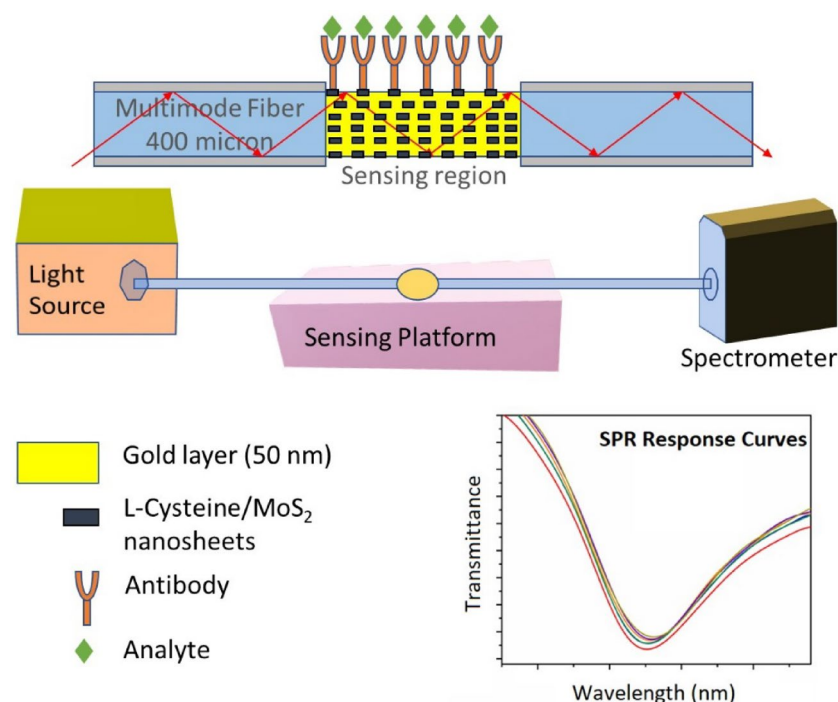 Multimode Fiber
400 micron
Sensing region
Light
Source
Sensing Platform
Spectrometer
Gold layer (50 nm)
L-Cysteine/MoS₂
nanosheets
Antibody
Analyte
SPR Response Curves
Transmittance
Wavelength (nm)